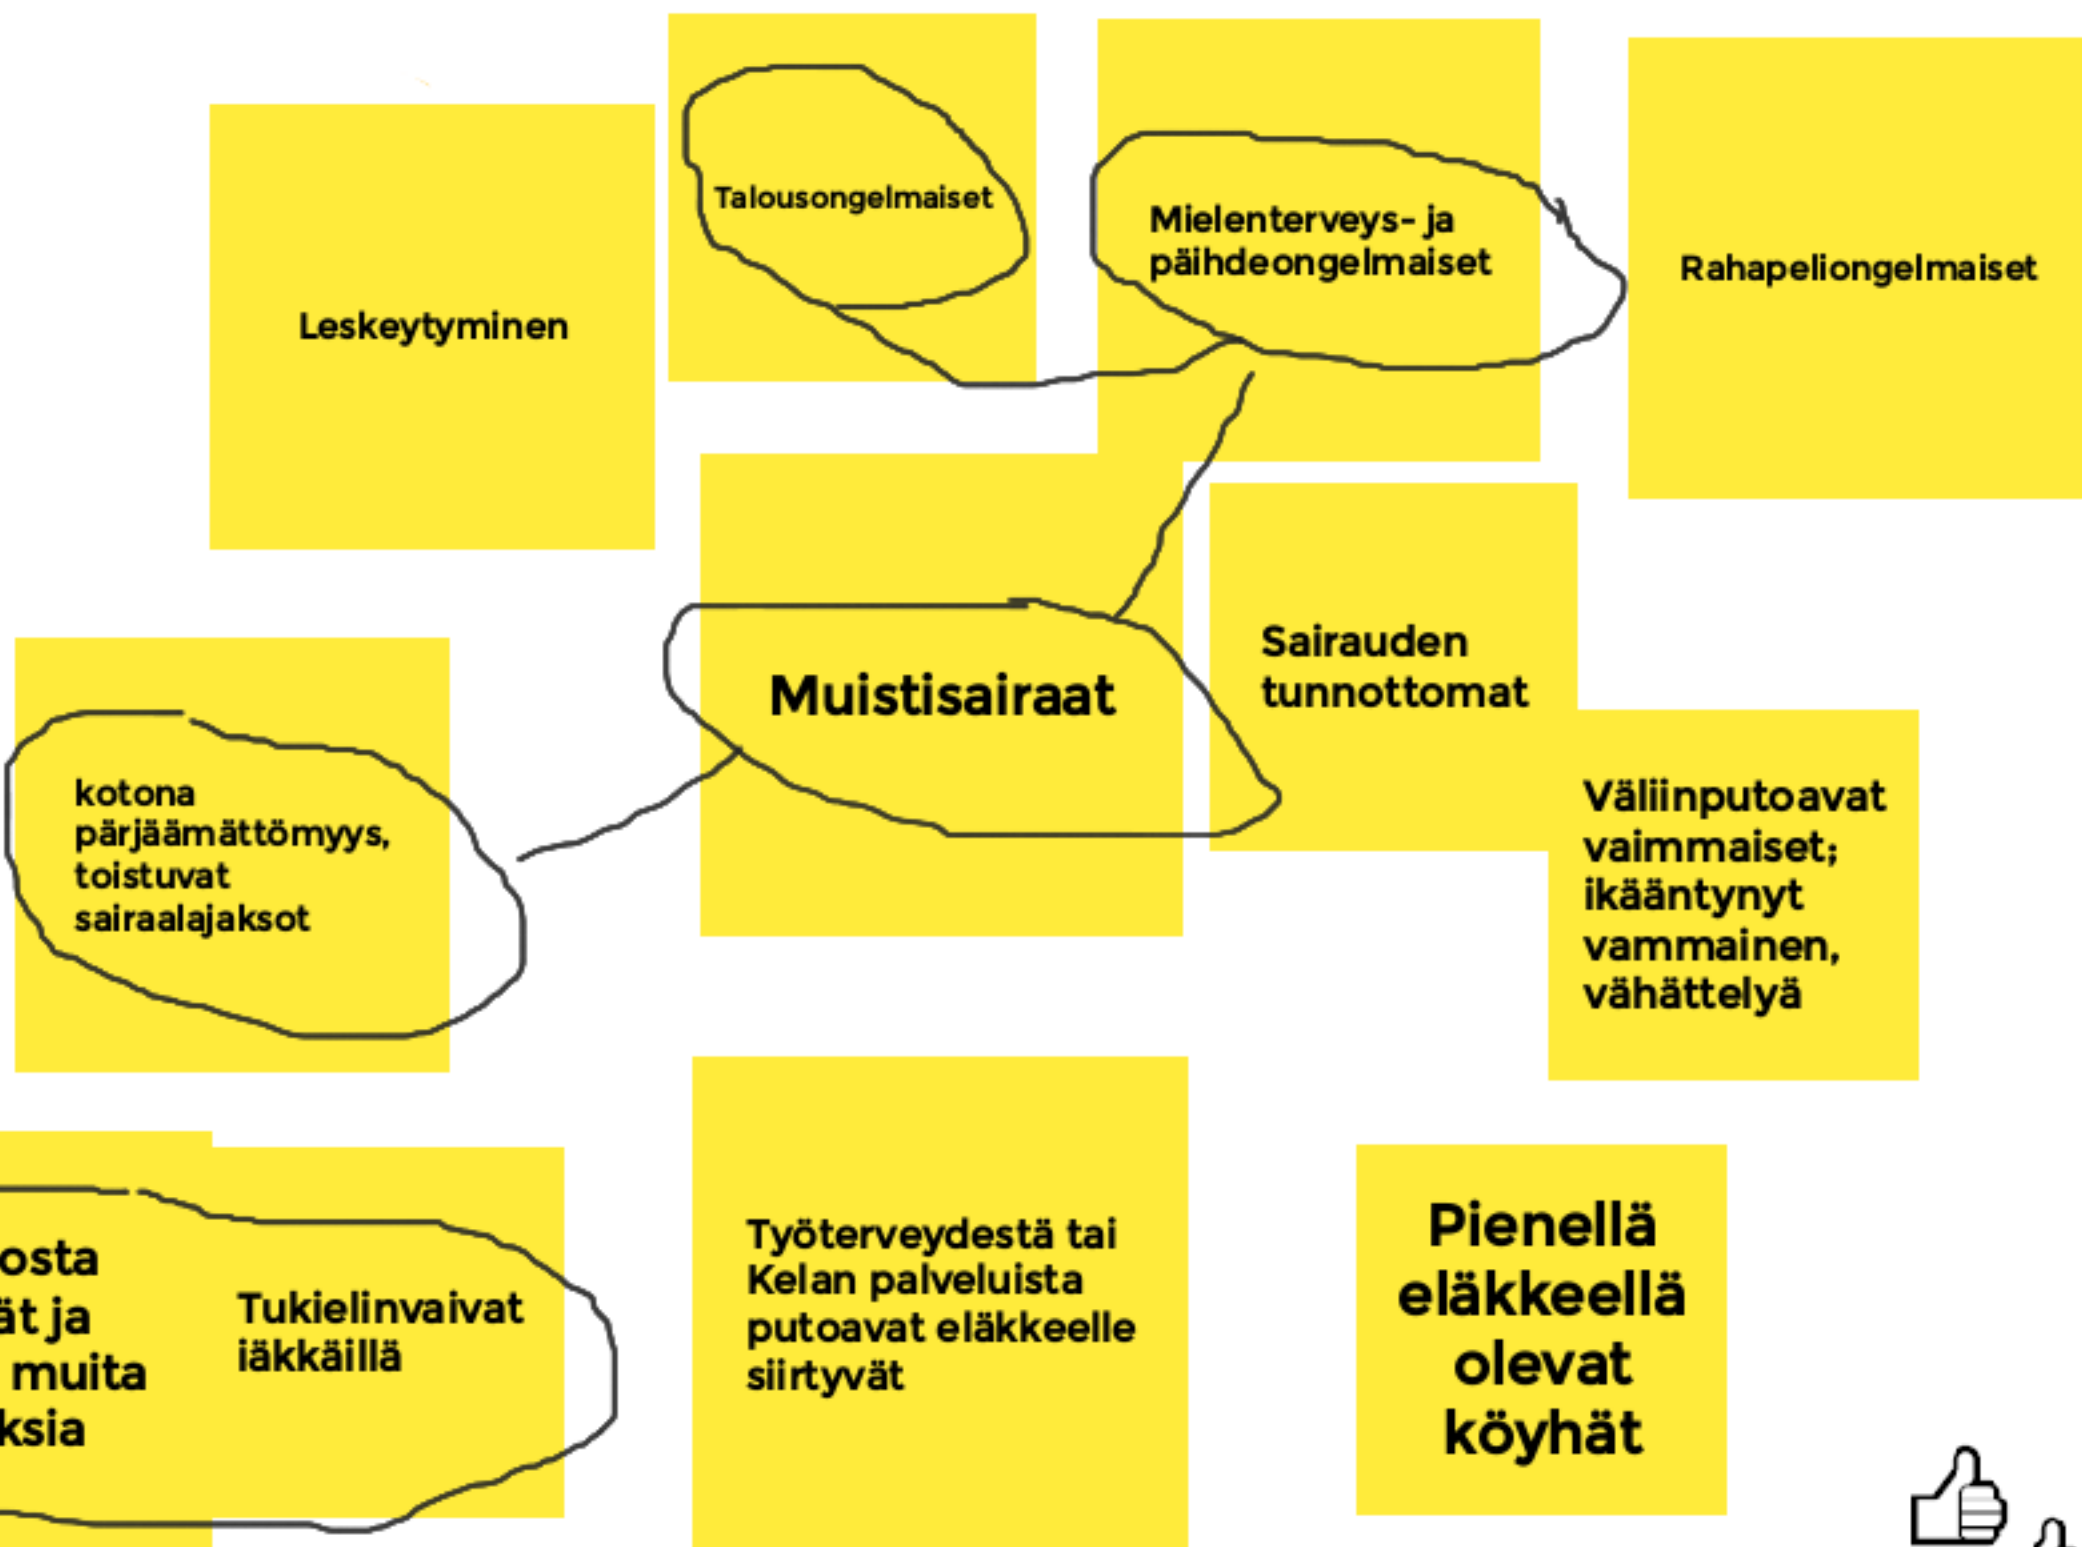 Talousongelmaiset
Mielenterveys- ja
päihdeongelmaiset
Rahapeliongelmaiset
Leskeytyminen
Muistisairaat
Sairauden
tunnottomat
kotona
pärjäämättömyys,
toistuvat
sairaalajaksot
Väliinputoavat
vaimmaiset;
ikääntynyt
vammainen,
vähättelyä
osta
ät ja
muita
ksia
Tukielinvaivat
iäkkäillä
Työterveydestä tai
Kelan palveluista
putoavat eläkkeelle
siirtyvät
Pienellä
eläkkeellä
olevat
köyhät